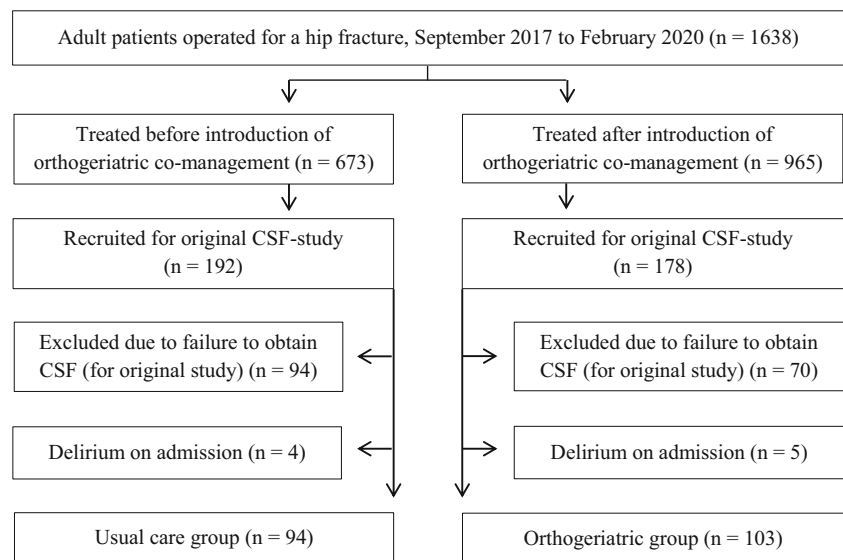 Adult patients operated for a hip fracture, September 2017 to February 2020 (n = 1638)
Treated before introduction of
orthogeriatric co-management (n = 673)
Treated after introduction of
orthogeriatric co-management (n = 965)
Recruited for original CSF-study
(n = 192)
Recruited for original CSF-study
(n = 178)
Excluded due to failure to obtain
CSF (for original study) (n = 94)
Excluded due to failure to obtain
CSF (for original study) (n = 70)
Delirium on admission (n = 4)
Delirium on admission (n = 5)
Usual care group (n = 94)
Orthogeriatric group (n = 103)